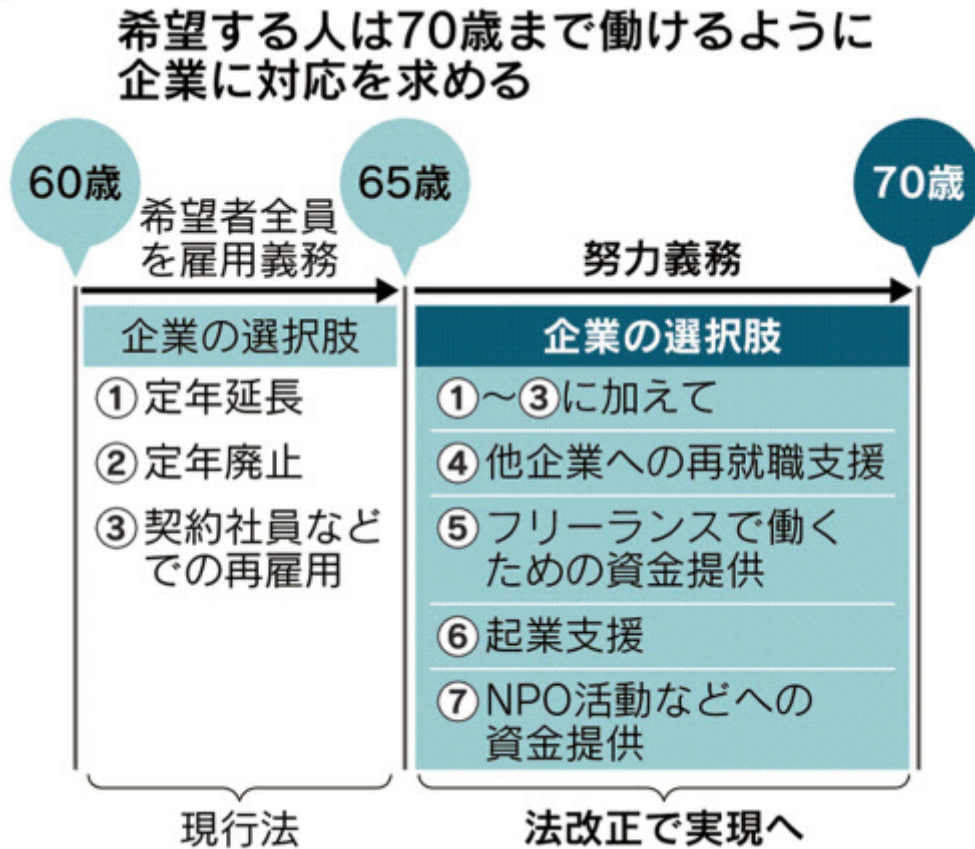 希望する人は70歳まで働けるように
企業に対応を求める
60歳
65歳
70歳
希望者全員
を雇用義務
努力義務
企業の選択肢
①定年延長
②定年廃止
③契約社員など
での再雇用
企業の選択肢
①～③に加えて
④他企業への再就職支援
⑤フリーランスで働く
ための資金提供
⑥起業支援
⑦NPO活動などへの
資金提供
現行法
法改正で実現へ